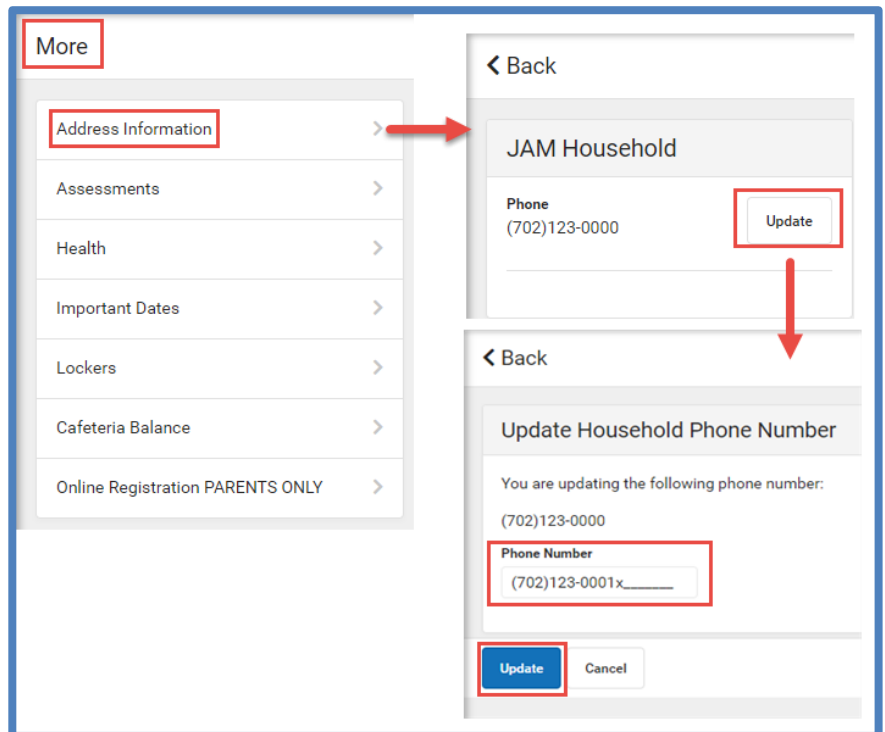 More
Address Information
Assessments
Health
Important Dates
Lockers
Cafeteria Balance
Online Registration PARENTS ONLY
Back
JAM Household
Phone
(702)123-0000
Update
Back
Update Household Phone Number
You are updating the following phone number:
(702)123-0000
Phone Number
(702)123-0001x_______
Update Cancel